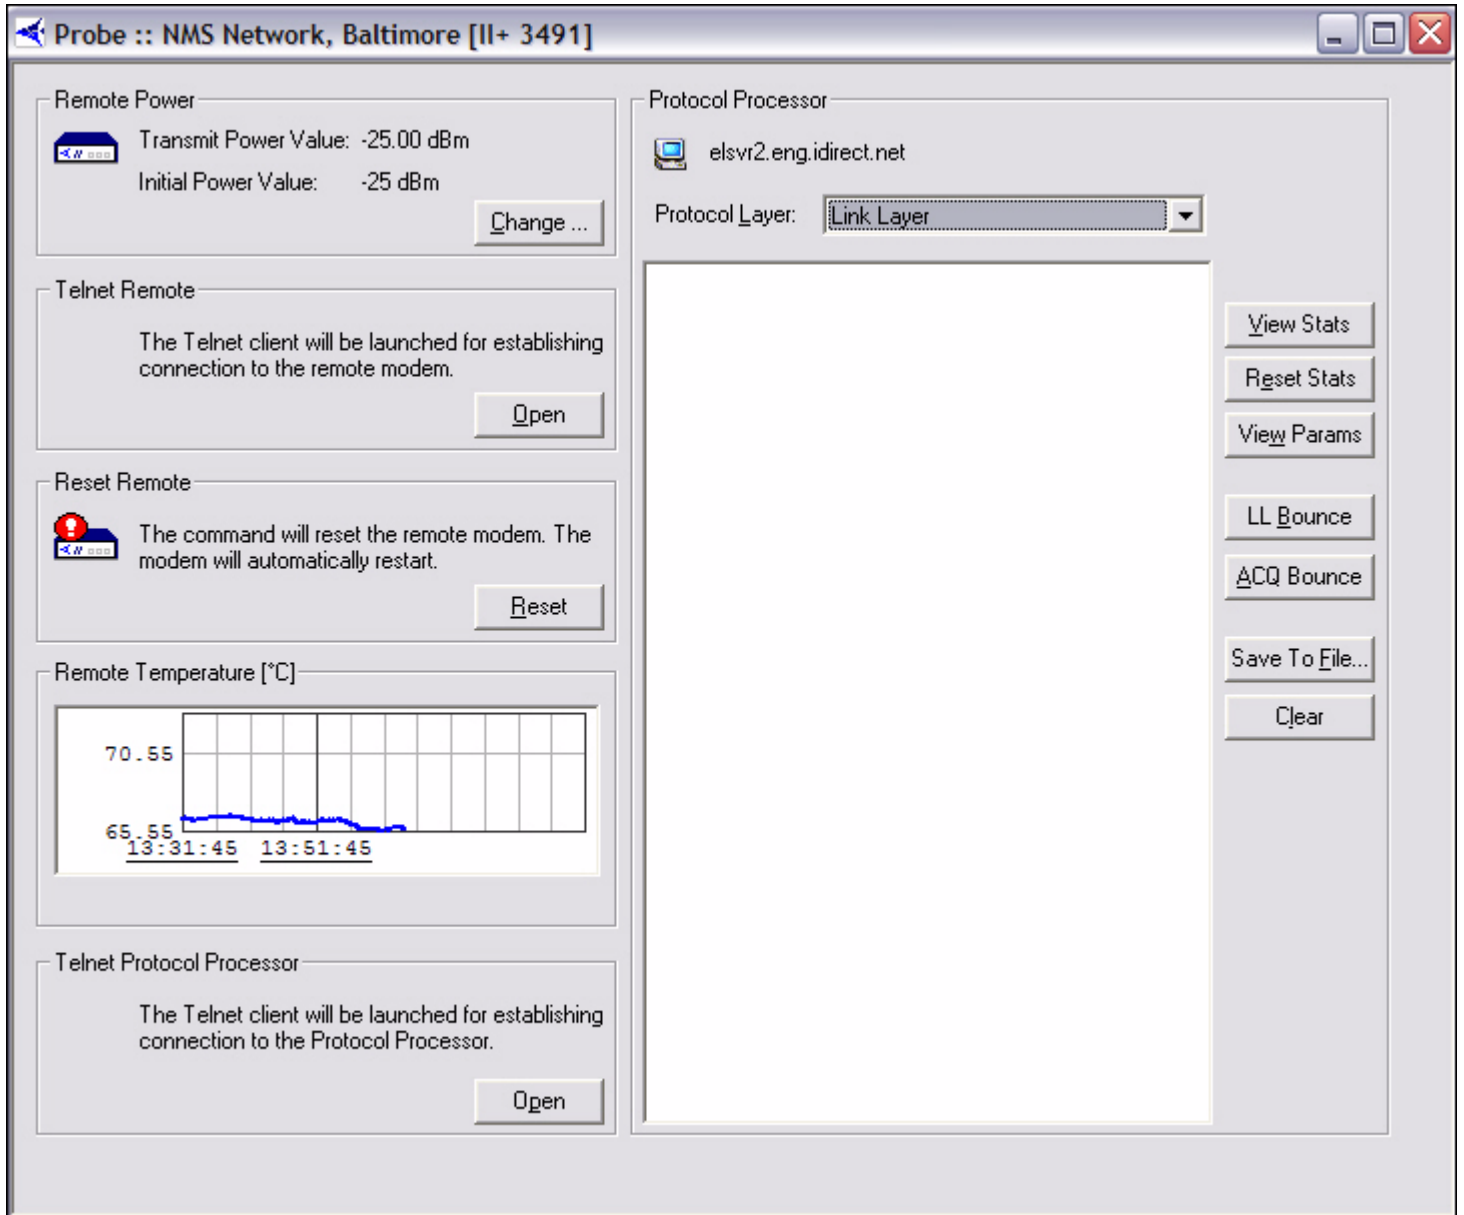 Probe :: NMS Network, Baltimore [II+ 3491]
Remote Power
Transmit Power Value: -25.00 dBm
Initial Power Value: -25 dBm
Change ...
Telnet Remote
The Telnet client will be launched for establishing
connection to the remote modem.
Open
Reset Remote
The command will reset the remote modem. The
modem will automatically restart.
Reset
Remote Temperature [°C]
70.55
65.55
13:31:45 13:51:45
Telnet Protocol Processor
The Telnet client will be launched for establishing
connection to the Protocol Processor.
Open
Protocol Processor
elsvr2.eng.idirect.net
Protocol Layer: Link Layer
View Stats
Reset Stats
View Params
LL Bounce
ACQ Bounce
Save To File...
Clear